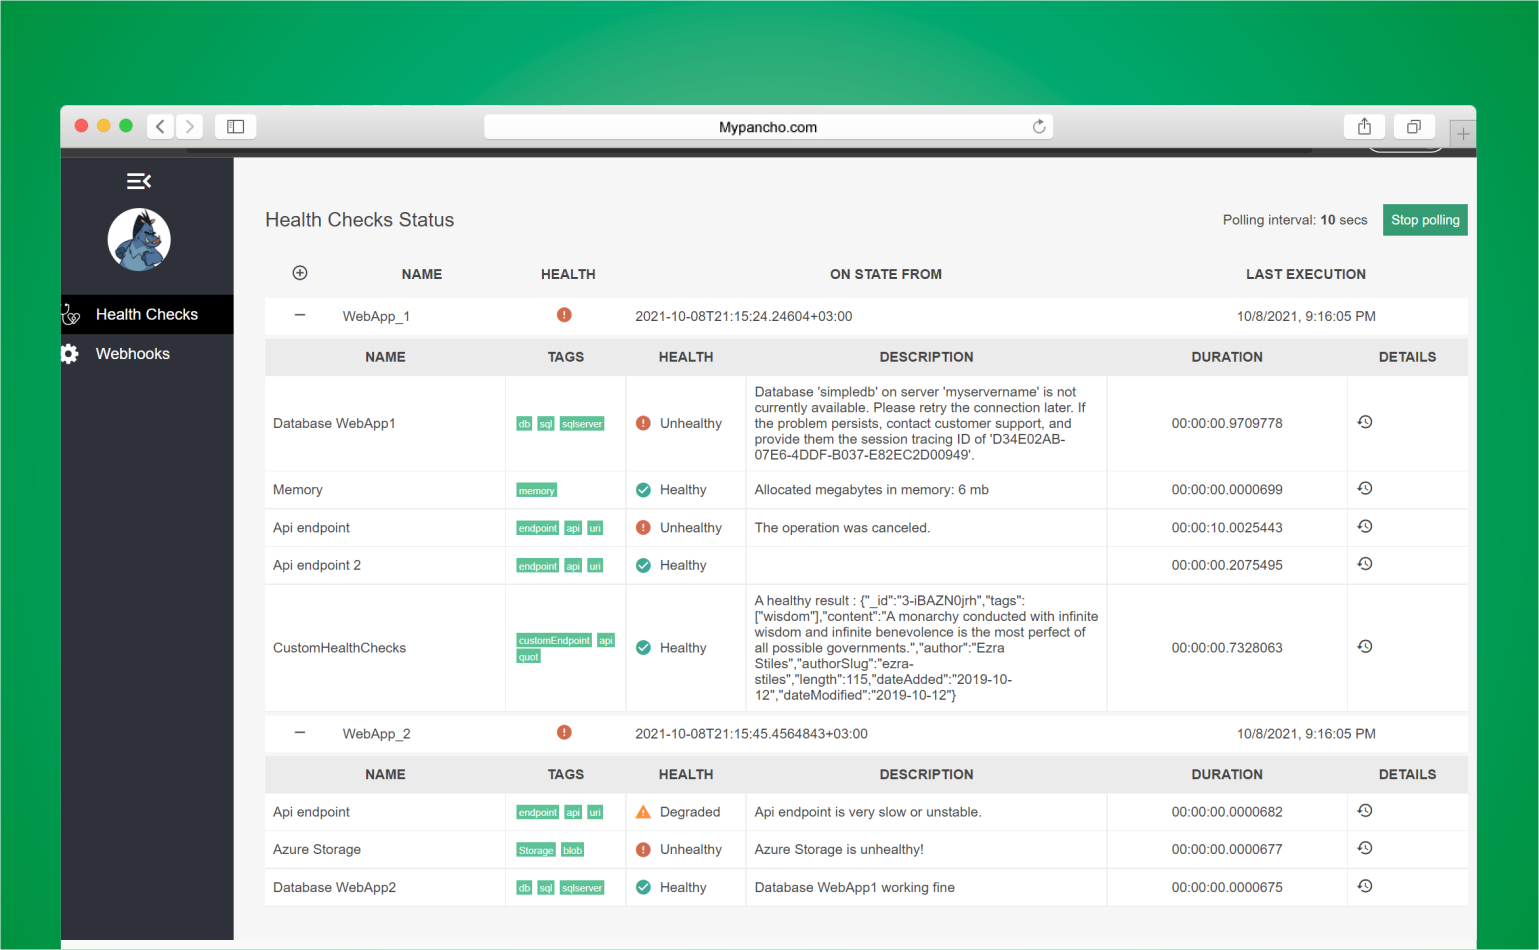 Mypancho.com
Health Checks
Webhooks
Health Checks Status
Polling interval: 10 secs
Stop polling
NAME HEALTH ON STATE FROM LAST EXECUTION
WebApp_1 2021-10-08T21:15:24.24604+03:00 10/8/2021, 9:16:05 PM
NAME TAGS HEALTH DESCRIPTION DURATION DETAILS
Database WebApp1 db sql sqlserver Unhealthy
Database 'simpledb' on server 'myservername' is not
currently available. Please retry the connection later. If
the problem persists, contact customer support, and
provide them the session tracing ID of 'D34E02AB-
07E6-4DDF-B037-E82EC2D00949'.
00:00:00.9709778
Memory memory Healthy Allocated megabytes in memory: 6 mb 00:00:00.0000699
Api endpoint endpoint api uri Unhealthy The operation was canceled. 00:00:10.0025443
Api endpoint 2 endpoint api uri Healthy 00:00:00.2075495
CustomHealthChecks customEndpoint api
quot
Healthy
A healthy result : {"_id":"3-iBAZN0jrh","tags":
["wisdom"],"content":"A monarchy conducted with infinite
wisdom and infinite benevolence is the most perfect of
all possible governments.","author":"Ezra
Stiles","authorSlug":"ezra-
stiles","length":115,"dateAdded":"2019-10-
12","dateModified":"2019-10-12"}
00:00:00.7328063
WebApp_2 2021-10-08T21:15:45.4564843+03:00 10/8/2021, 9:16:05 PM
NAME TAGS HEALTH DESCRIPTION DURATION DETAILS
Api endpoint endpoint api uri Degraded Api endpoint is very slow or unstable. 00:00:00.0000682
Azure Storage Storage blob Unhealthy Azure Storage is unhealthy! 00:00:00.0000677
Database WebApp2 db sql sqlserver Healthy Database WebApp1 working fine 00:00:00.0000675